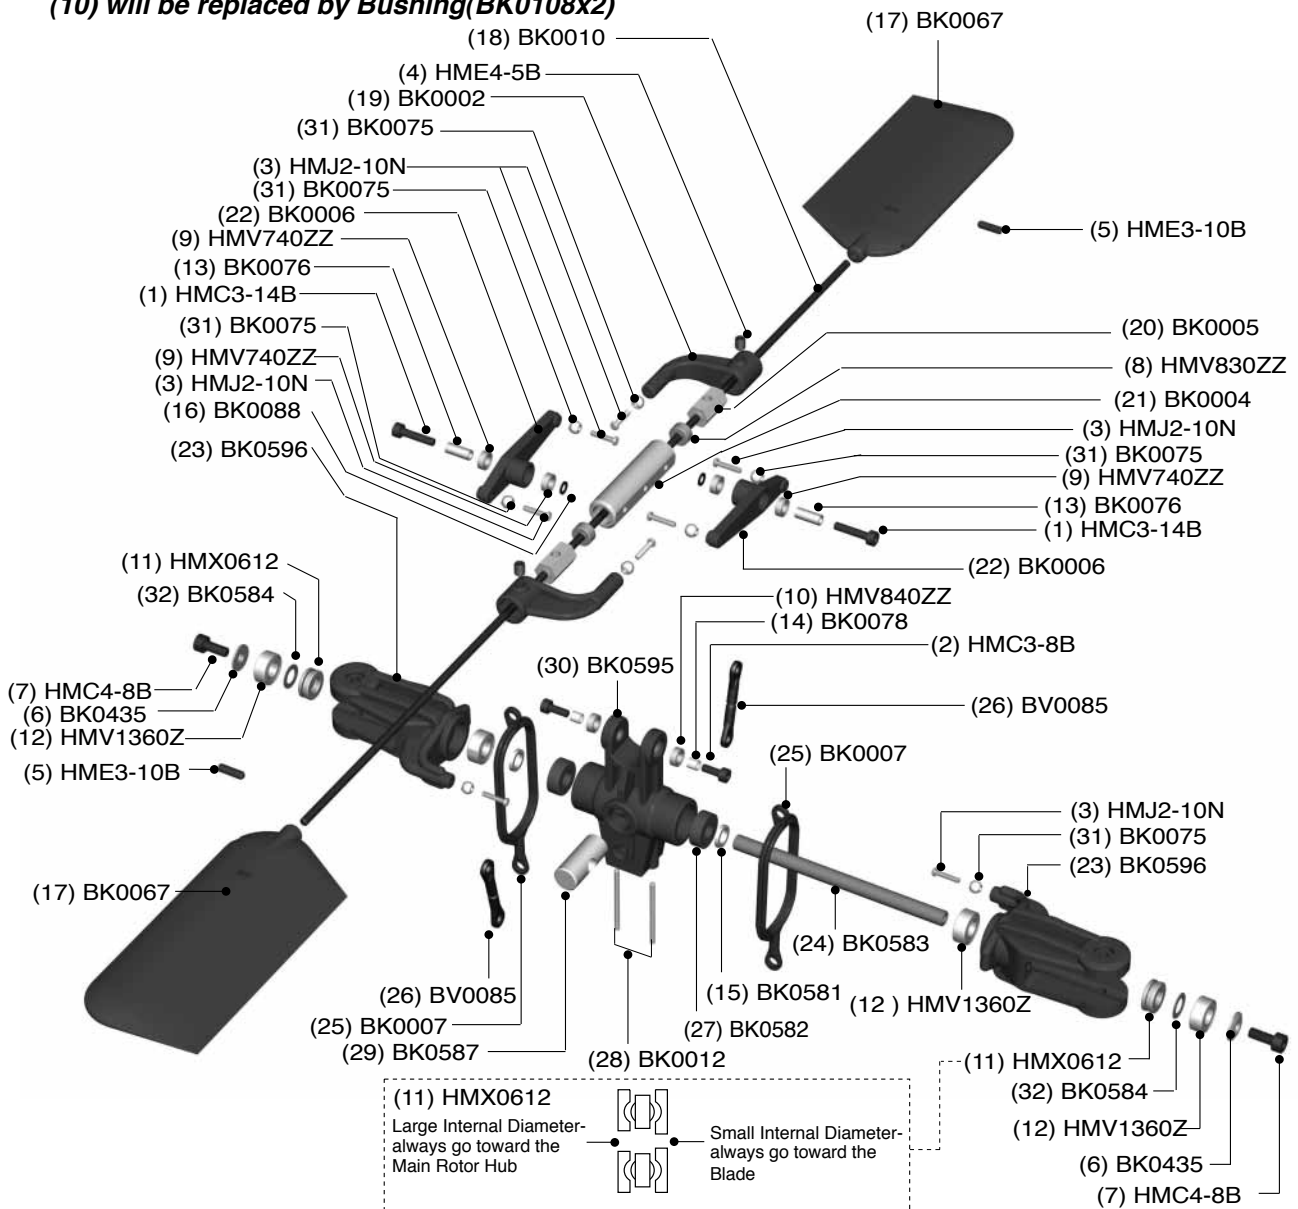 (10) will be replaced by Bushing(BK0108x2)
(17) BK0067
(18) BK0010
(4) HME4-5B
(19) BK0002
(31) BK0075
(3) HMJ2-10N
(31) BK0075
(22) BK0006
(9) HMV740ZZ
(13) BK0076
(1) HMC3-14B
(31) BK0075
(9) HMV740ZZ
(3) HMJ2-10N
(16) BK0088
(23) BK0596
(5) HME3-10B
(20) BK0005
(8) HMV830ZZ
(21) BK0004
(3) HMJ2-10N
(31) BK0075
(9) HMV740ZZ
(13) BK0076
(1) HMC3-14B
(22) BK0006
(11) HMX0612
(32) BK0584
(7) HMC4-8B
(6) BK0435
(12) HMV1360Z
(5) HME3-10B
(17) BK0067
(10) HMV840ZZ
(14) BK0078
(2) HMC3-8B
(30) BK0595
(26) BV0085
(25) BK0007
(3) HMJ2-10N
(31) BK0075
(23) BK0596
(24) BK0583
(15) BK0581
(12 ) HMV1360Z
(27) BK0582
(26) BV0085
(25) BK0007
(29) BK0587
(28) BK0012
(11) HMX0612
(32) BK0584
(12) HMV1360Z
(6) BK0435
(7) HMC4-8B
(11) HMX0612
Large Internal Diameter-
always go toward the
Main Rotor Hub
Small Internal Diameter-
always go toward the
Blade